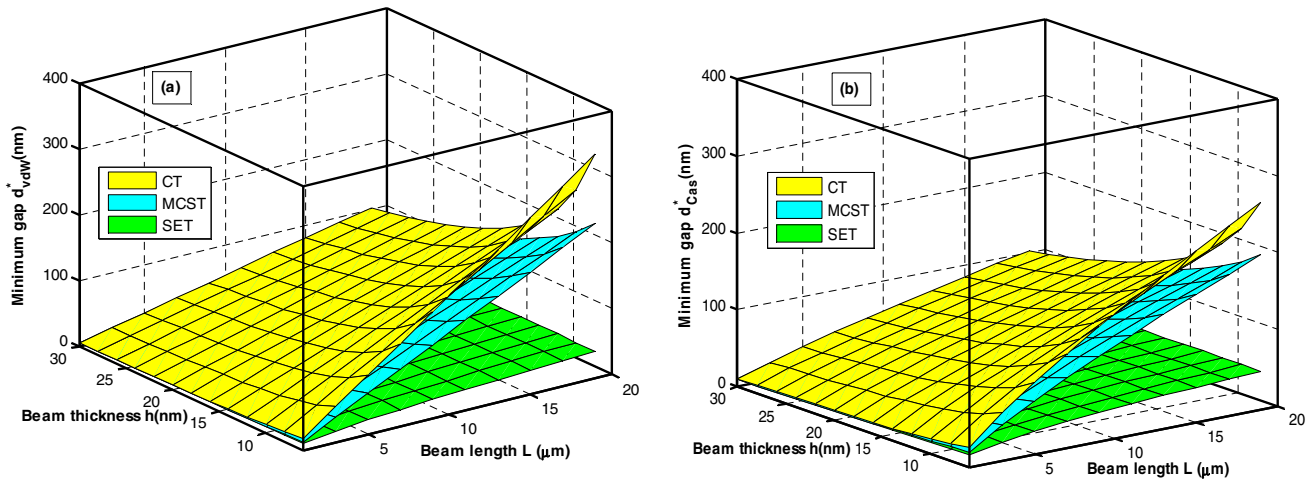 (a)
400
300
200
100
0
Minimum gap d*vdW(nm)
CT
MCST
SET
30
25
20
15
10
Beam thickness h(nm)
5
10
15
20
Beam length L (μm)
(b)
400
300
200
100
0
Minimum gap d*Cas(nm)
CT
MCST
SET
30
25
20
15
10
Beam thickness h(nm)
5
10
15
20
Beam length L (μm)